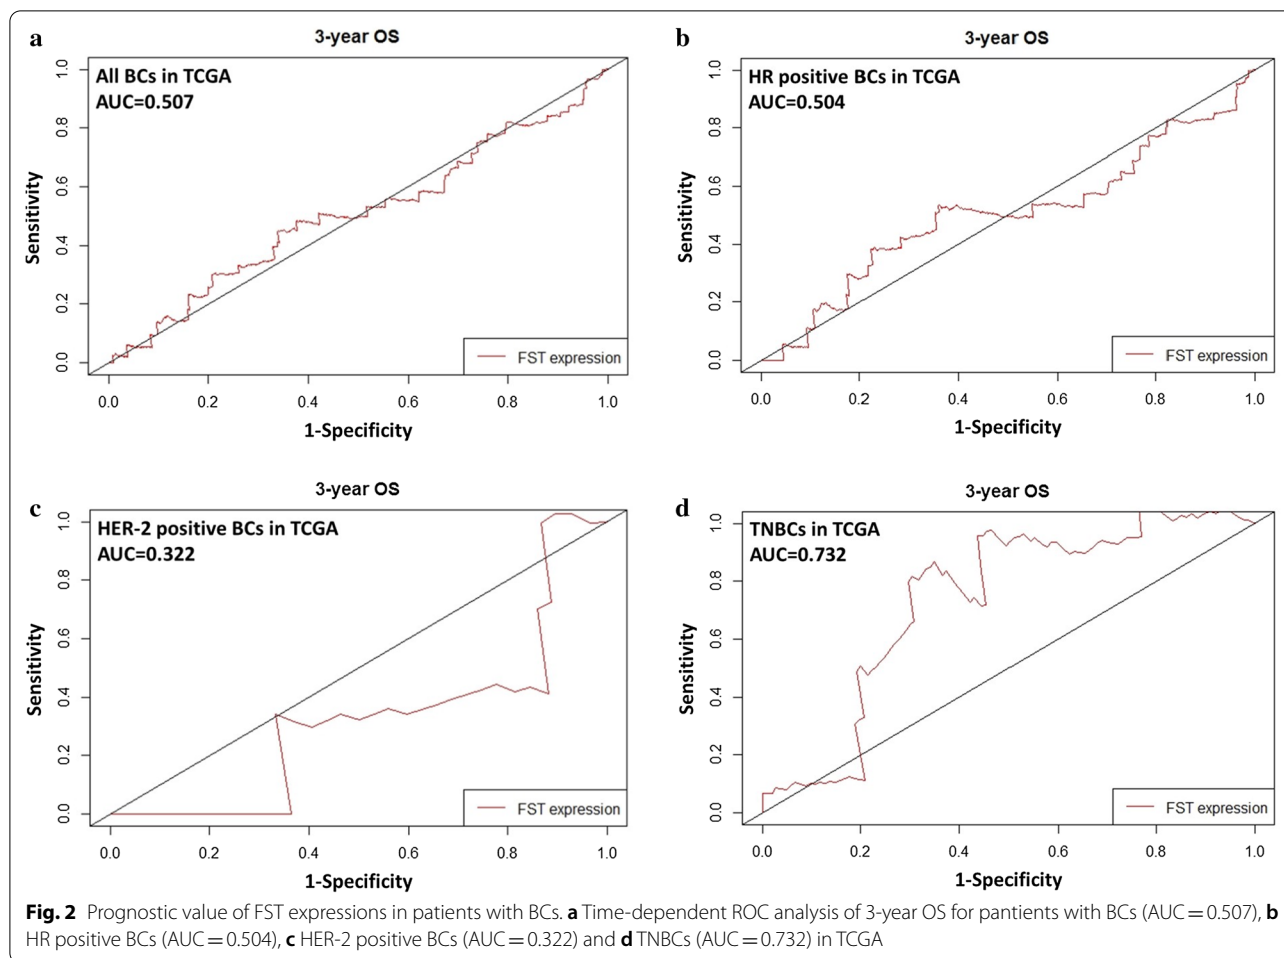 a
3-year OS
All BCs in TCGA
AUC=0.507
Sensitivity
0.0 0.2 0.4 0.6 0.8 1.0
FST expression
0.0 0.2 0.4 0.6 0.8 1.0
1-Specificity
b
3-year OS
HR positive BCs in TCGA
AUC=0.504
Sensitivity
0.0 0.2 0.4 0.6 0.8 1.0
FST expression
0.0 0.2 0.4 0.6 0.8 1.0
1-Specificity
c
3-year OS
HER-2 positive BCs in TCGA
AUC=0.322
Sensitivity
0.0 0.2 0.4 0.6 0.8 1.0
FST expression
0.0 0.2 0.4 0.6 0.8 1.0
1-Specificity
d
3-year OS
TNBCs in TCGA
AUC=0.732
Sensitivity
0.0 0.2 0.4 0.6 0.8 1.0
FST expression
0.0 0.2 0.4 0.6 0.8 1.0
1-Specificity
Fig. 2 Prognostic value of FST expressions in patients with BCs. a Time-dependent ROC analysis of 3-year OS for pantients with BCs (AUC = 0.507), b
HR positive BCs (AUC = 0.504), c HER-2 positive BCs (AUC = 0.322) and d TNBCs (AUC = 0.732) in TCGA